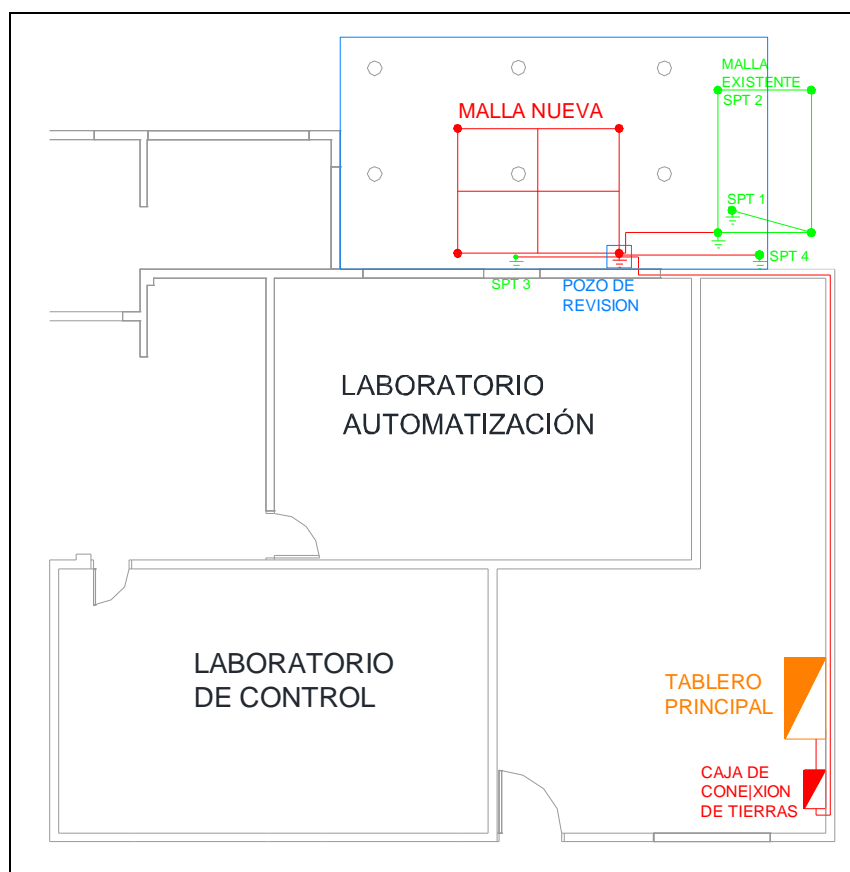 MALLA
EXISTENTE
SPT 2
MALLA NUEVA
SPT 1
SPT 4
SPT 3
POZO DE
REVISION
LABORATORIO
AUTOMATIZACIÓN
LABORATORIO
DE CONTROL
TABLERO
PRINCIPAL
CAJA DE
CONE|XION
DE TIERRAS